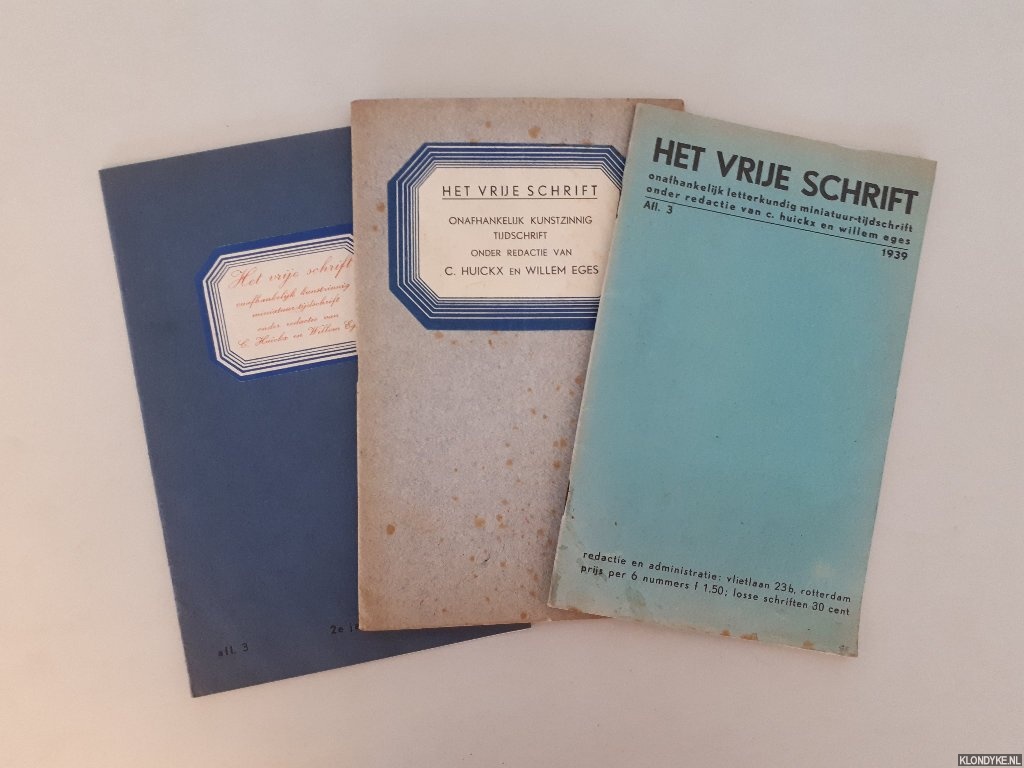 Het vrije schrift
onafhankelijk kunstzinnig
miniatuur-tijdschrift
onder redactie van
C. Huickx en Willem Eg
afl. 3
2e
HET VRIJE SCHRIFT
ONAFHANKELIJK KUNSTZINNIG
TIJDSCHRIFT
ONDER REDACTIE VAN
C. HUICKX EN WILLEM EGES
HET VRIJE SCHRIFT
onafhankelijk letterkundig miniatuur-tijdschrift
onder redactie van c. huickx en willem eges
Afl. 3
1939
redactie en administratie: vlietlaan 23b, rotterdam
prijs per 6 nummers f 1.50; losse schriften 30 cent
KLONDYKE.NL